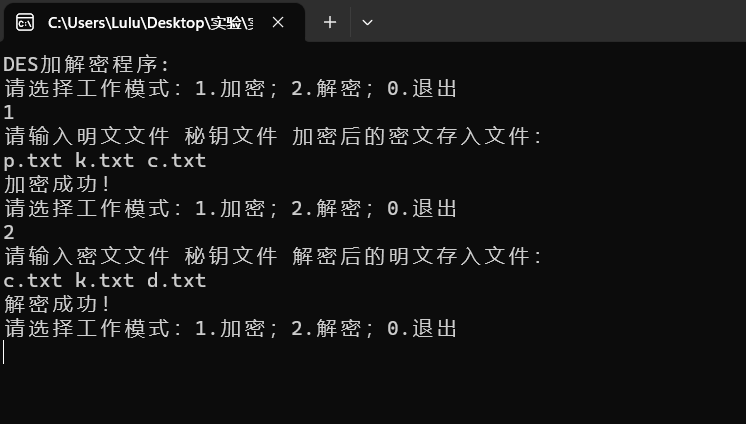 C:\Users\Lulu\Desktop\实验\
DES加解密程序:
请选择工作模式: 1.加密; 2.解密; 0.退出
1
请输入明文文件 秘钥文件 加密后的密文存入文件:
p.txt k.txt c.txt
加密成功!
请选择工作模式: 1.加密; 2.解密; 0.退出
2
请输入密文文件 秘钥文件 解密后的明文存入文件:
c.txt k.txt d.txt
解密成功!
请选择工作模式: 1.加密; 2.解密; 0.退出